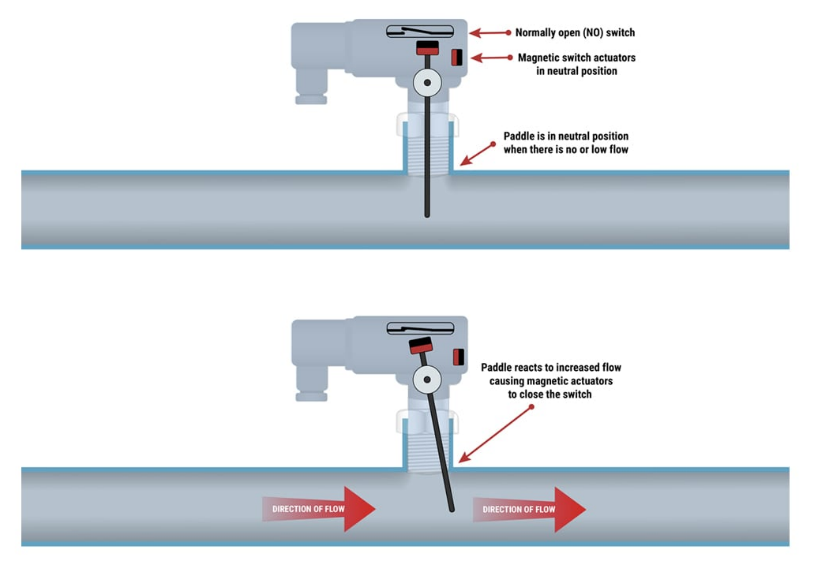 Normally open (NO) switch
Magnetic switch actuators
in neutral position
Paddle is in neutral position
when there is no or low flow
Paddle reacts to increased flow
causing magnetic actuators
to close the switch
DIRECTION OF FLOW
DIRECTION OF FLOW